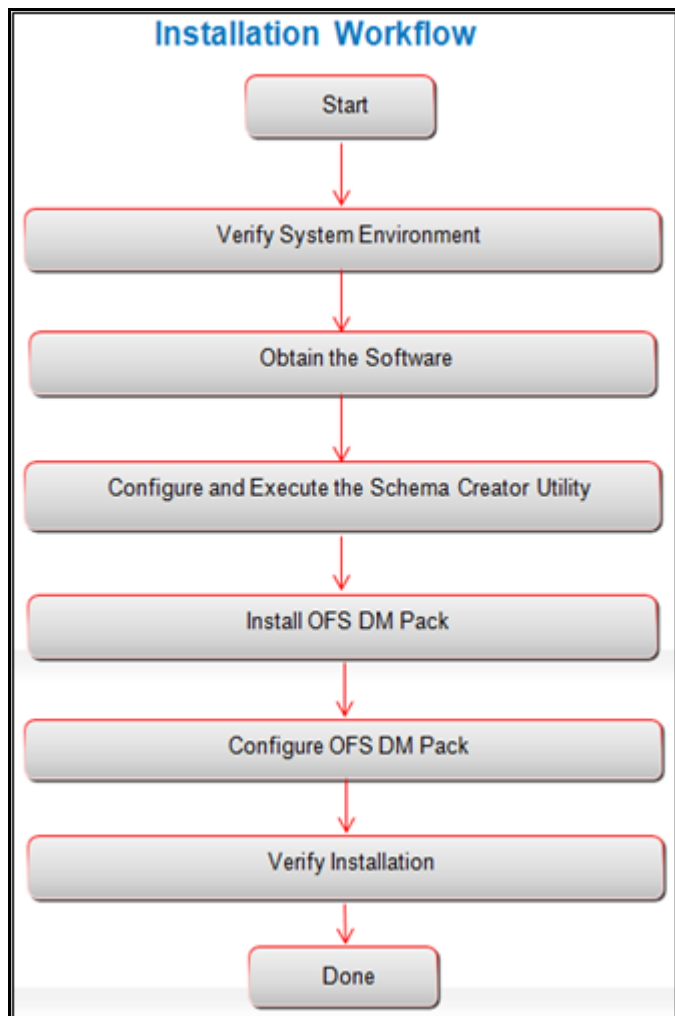 Installation Workflow
Start
Verify System Environment
Obtain the Software
Configure and Execute the Schema Creator Utility
Install OFS DM Pack
Configure OFS DM Pack
Verify Installation
Done